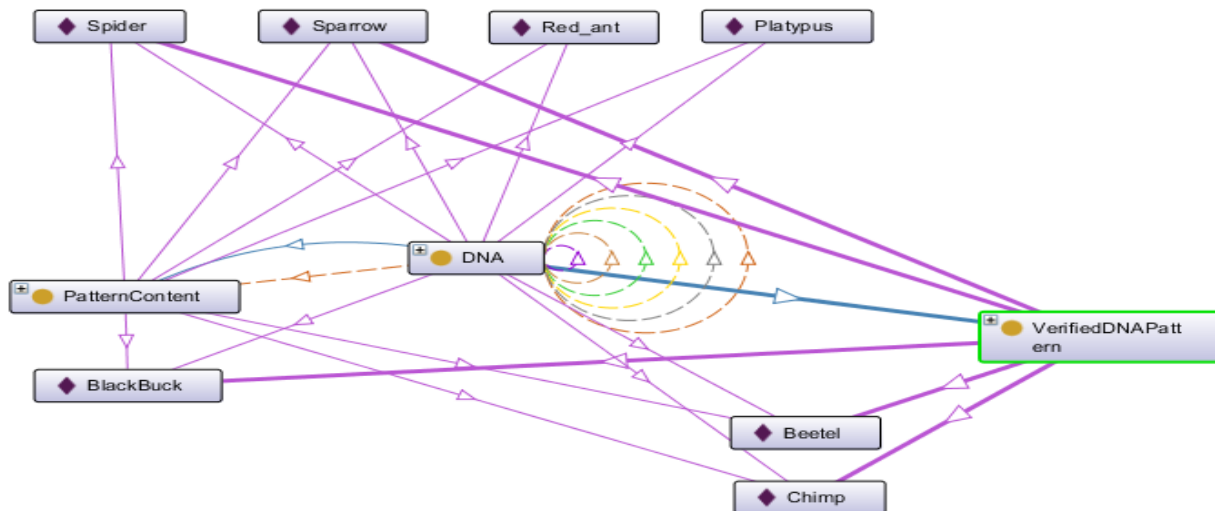 Spider
Sparrow
Red_ant
Platypus
DNA
PatternContent
VerifiedDNAPatt
ern
BlackBuck
Beetel
Chimp